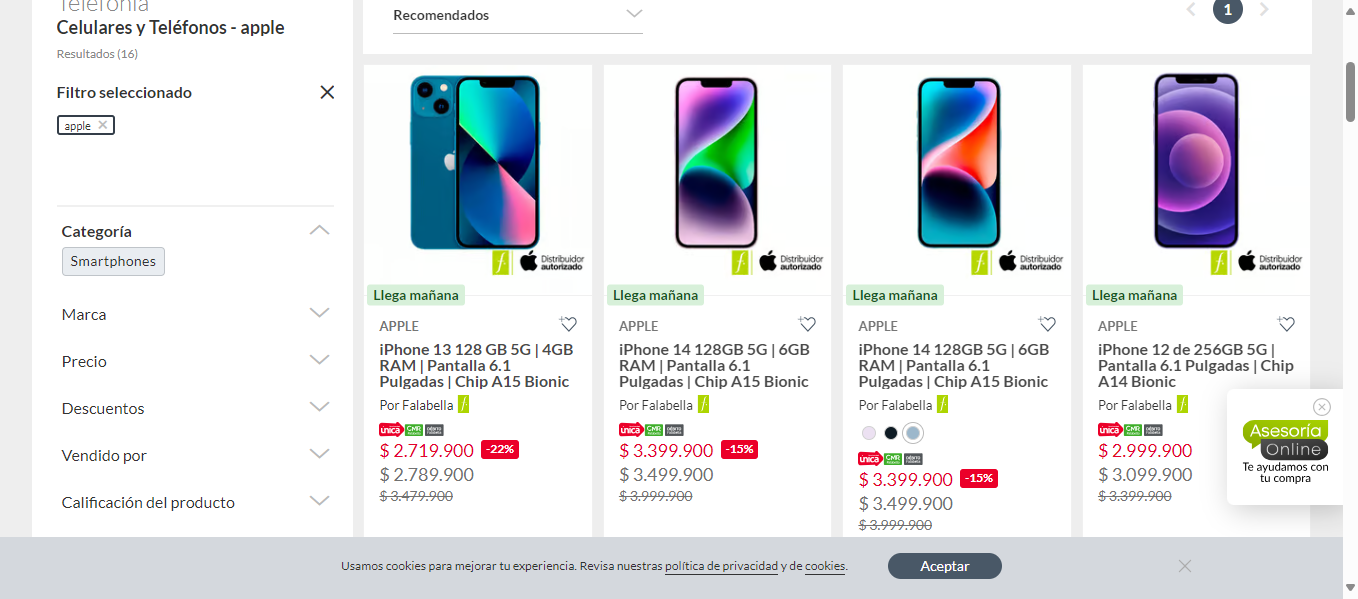 Telefonía
Celulares y Teléfonos - apple
Resultados (16)
Filtro seleccionado
apple
Categoría
Smartphones
Marca
Precio
Descuentos
Vendido por
Calificación del producto
Recomendados
1
Distribuidor
autorizado
Llega mañana
APPLE
iPhone 13 128 GB 5G | 4GB
RAM | Pantalla 6.1
Pulgadas | Chip A15 Bionic
Por Falabella
única CMR
$ 2.719.900 -22%
$ 2.789.900
$ 3.479.900
Distribuidor
autorizado
Llega mañana
APPLE
iPhone 14 128GB 5G | 6GB
RAM | Pantalla 6.1
Pulgadas | Chip A15 Bionic
Por Falabella
única CMR
$ 3.399.900 -15%
$ 3.499.900
$ 3.999.900
Distribuidor
autorizado
Llega mañana
APPLE
iPhone 14 128GB 5G | 6GB
RAM | Pantalla 6.1
Pulgadas | Chip A15 Bionic
Por Falabella
única CMR
$ 3.399.900 -15%
$ 3.499.900
$ 3.999.900
Distribuidor
autorizado
Llega mañana
APPLE
iPhone 12 de 256GB 5G |
Pantalla 6.1 Pulgadas | Chip
A14 Bionic
Por Falabella
única CMR
$ 2.999.900
$ 3.099.900
$ 3.399.900
Asesoría
Online
Te ayudamos con
tu compra
Usamos cookies para mejorar tu experiencia. Revisa nuestras política de privacidad y de cookies.
Aceptar